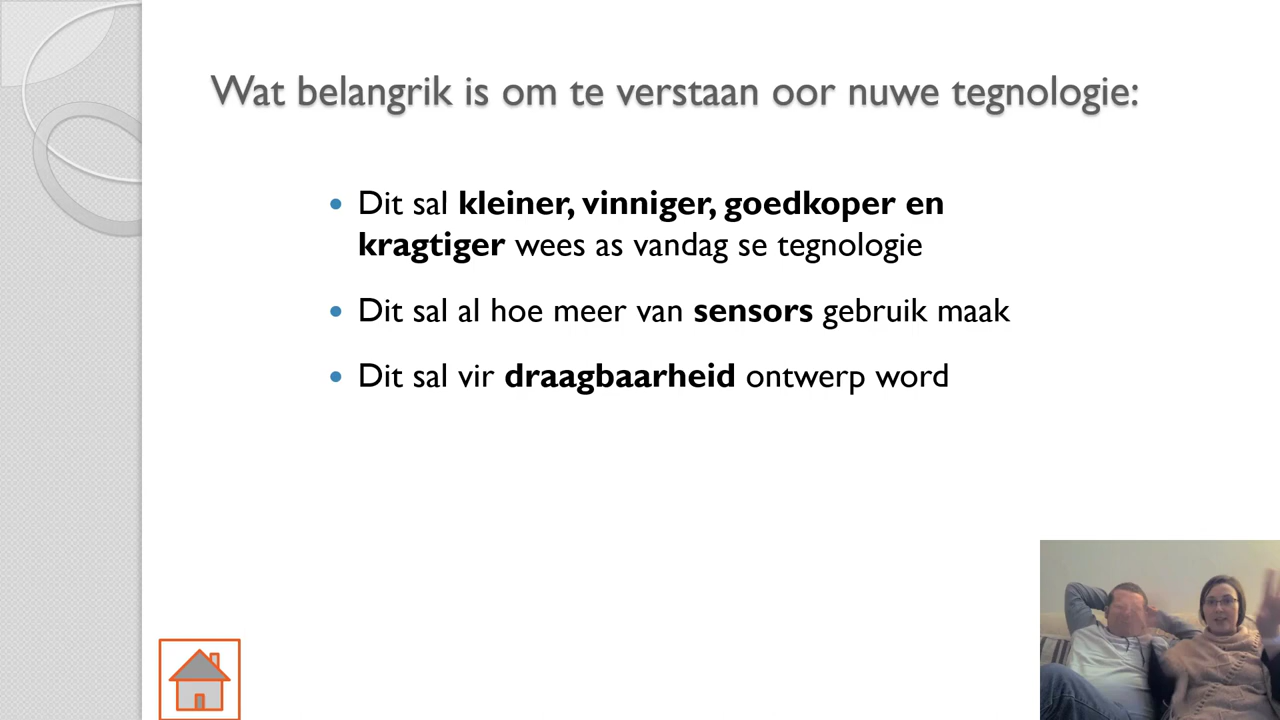 Wat belangrik is om te verstaan oor nuwe tegnologie:
Dit sal kleiner, vinniger, goedkoper en
kragtiger wees as vandag se tegnologie
Dit sal al hoe meer van sensors gebruik maak
Dit sal vir draagbaarheid ontwerp word